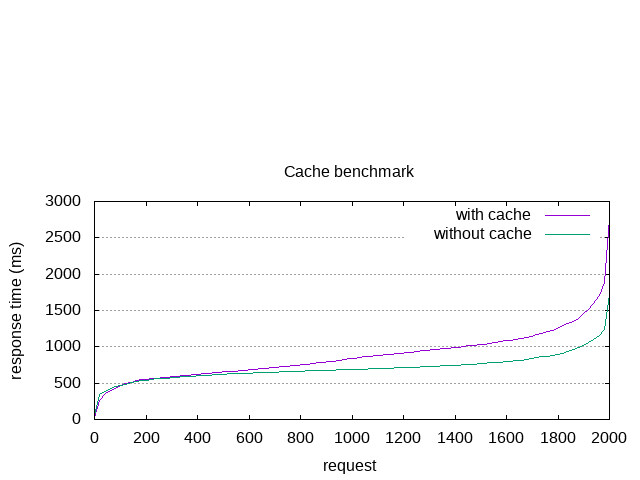 Cache benchmark
with cache
without cache
3000
2500
2000
1500
1000
500
0
response time (ms)
0 200 400 600 800 1000 1200 1400 1600 1800 2000
request